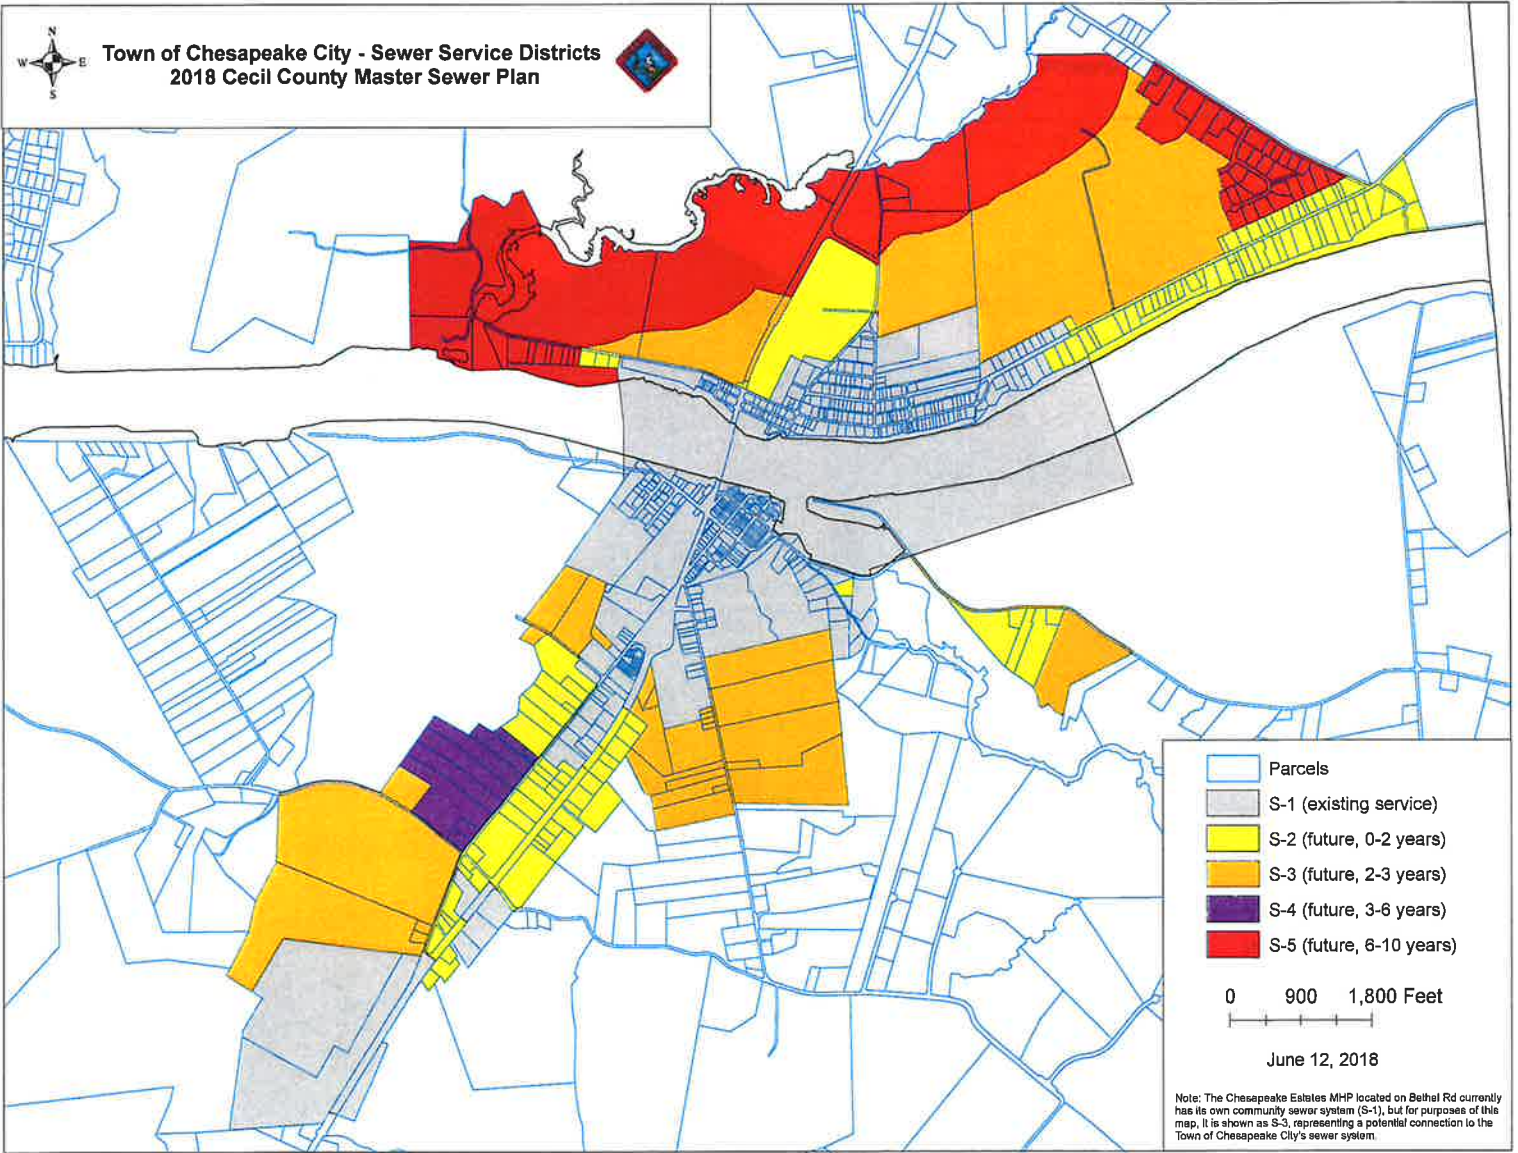 N
W E
S
Town of Chesapeake City - Sewer Service Districts
2018 Cecil County Master Sewer Plan
Parcels
S-1 (existing service)
S-2 (future, 0-2 years)
S-3 (future, 2-3 years)
S-4 (future, 3-6 years)
S-5 (future, 6-10 years)
0 900 1,800 Feet
June 12, 2018
Note: The Chesapeake Estates MHP located on Bethel Rd currently
has its own community sewer system (S-1), but for purposes of this
map, it is shown as S-3, representing a potential connection to the
Town of Chesapeake City's sewer system.